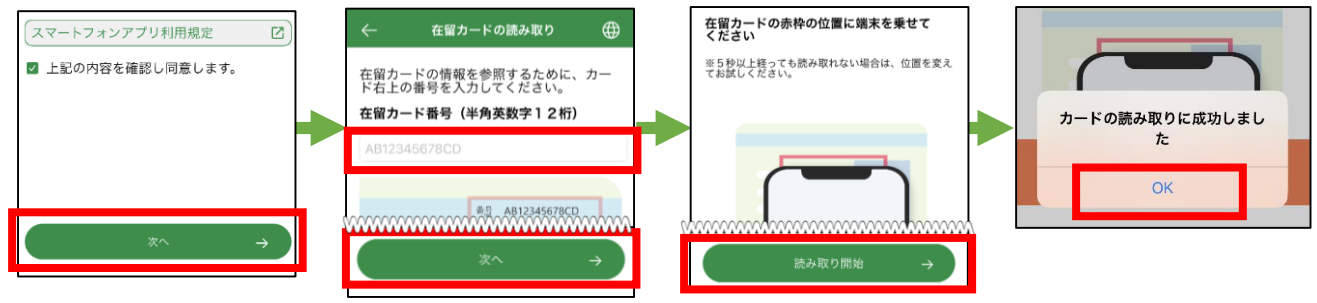 スマートフォンアプリ利用規定
上記の内容を確認し同意します。
次へ
在留カードの読み取り
在留カードの情報を参照するために、カー
ド右上の番号を入力してください。
在留カード番号（半角英数字１２桁）
AB12345678CD
番号 AB12345678CD
次へ
在留カードの赤枠の位置に端末を乗せて
ください
※５秒以上経っても読み取れない場合は、位置を変え
てお試しください。
読み取り開始
カードの読み取りに成功しまし
た
OK